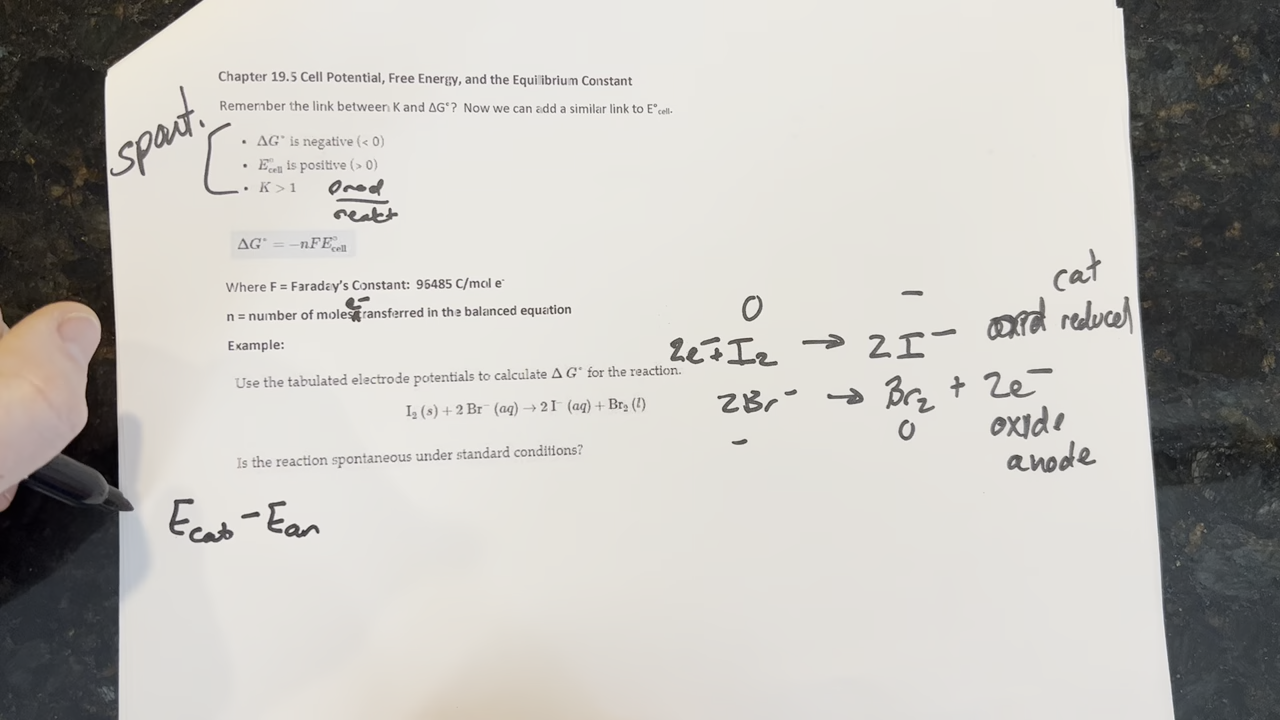 Chapter 19.5 Cell Potential, Free Energy, and the Equilibrium Constant
Remember the link between K and ΔG°? Now we can add a similar link to E°cell.
spont.
• ΔG° is negative (< 0)
• E°cell is positive (> 0)
• K > 1
prod
react
ΔG° = −nFE°cell
Where F = Faraday's Constant: 96485 C/mol e⁻
e⁻
n = number of moles transferred in the balanced equation
Example:
Use the tabulated electrode potentials to calculate Δ G° for the reaction.
I₂ (s) + 2 Br⁻ (aq) → 2 I⁻ (aq) + Br₂ (l)
Is the reaction spontaneous under standard conditions?
E cat − E an
0 −
cat
2e⁻ + I₂ → 2I⁻ reduced
2Br⁻ → Br₂ + 2e⁻
− 0
oxide
anode